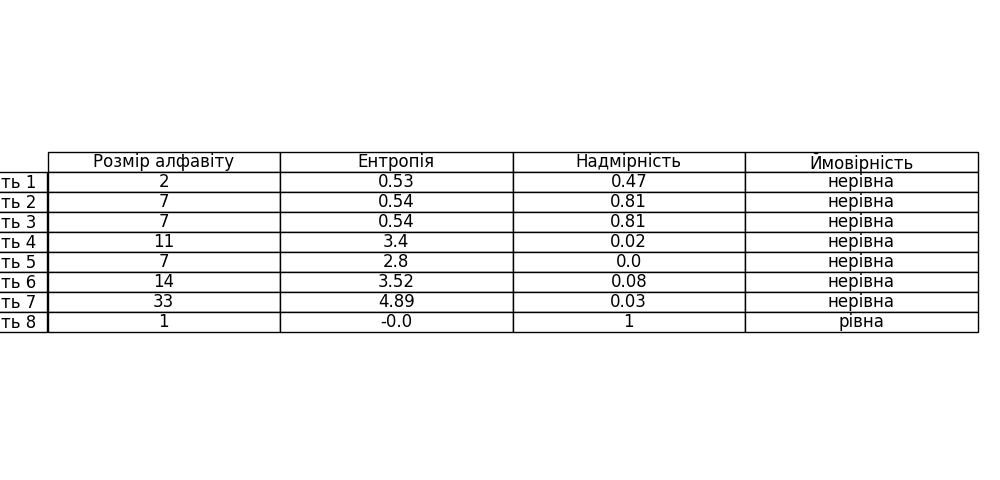 Розмір алфавіту Ентропія Надмірність Ймовірність
ть 1 2 0.53 0.47 нерівна
ть 2 7 0.54 0.81 нерівна
ть 3 7 0.54 0.81 нерівна
ть 4 11 3.4 0.02 нерівна
ть 5 7 2.8 0.0 нерівна
ть 6 14 3.52 0.08 нерівна
ть 7 33 4.89 0.03 нерівна
ть 8 1 -0.0 1 рівна